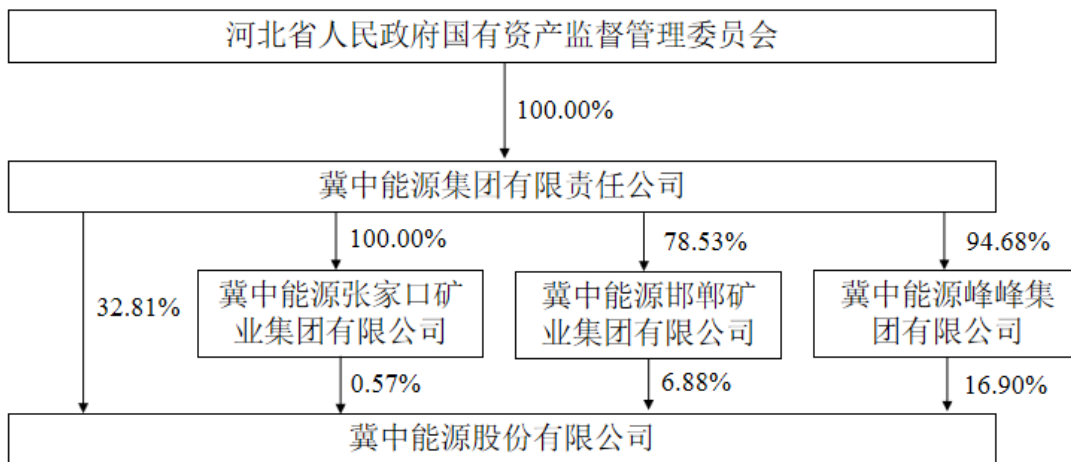 河北省人民政府国有资产监督管理委员会
100.00%
冀中能源集团有限责任公司
100.00%
78.53%
94.68%
32.81%
冀中能源张家口矿
业集团有限公司
冀中能源邯郸矿
业集团有限公司
冀中能源峰峰集
团有限公司
0.57%
6.88%
16.90%
冀中能源股份有限公司